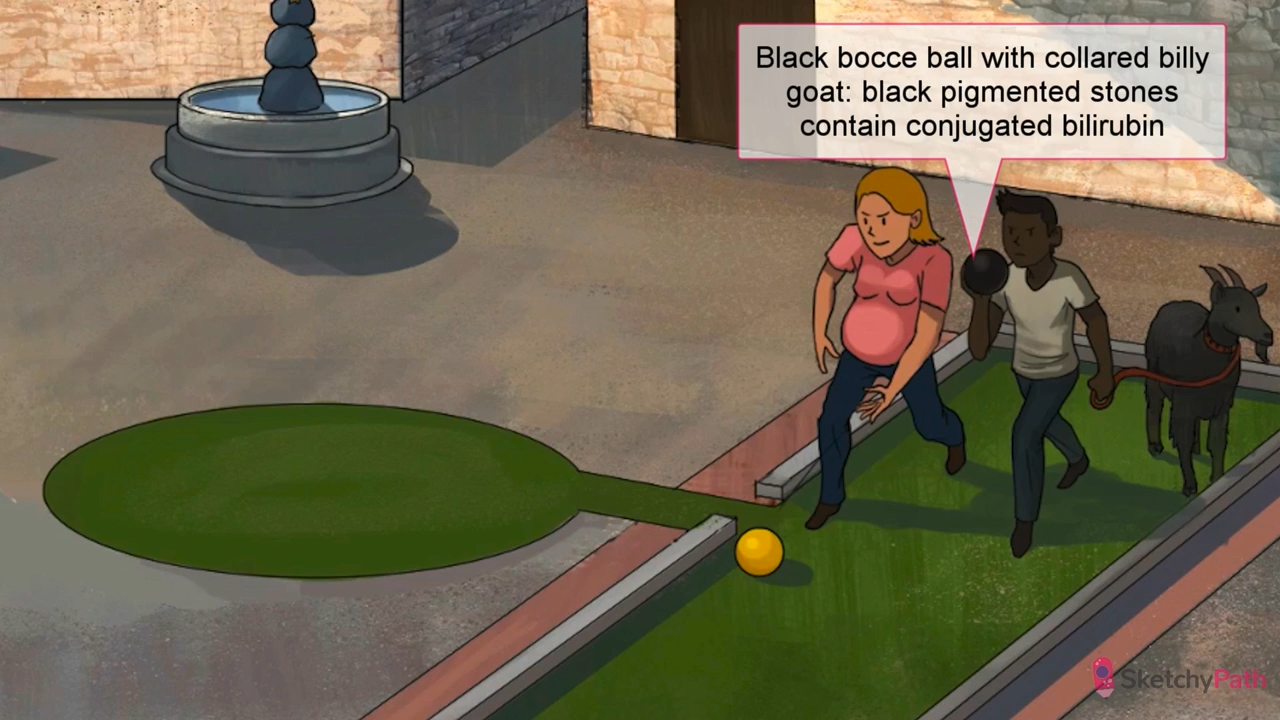 Black bocce ball with collared billy
goat: black pigmented stones
contain conjugated bilirubin
SketchyPath